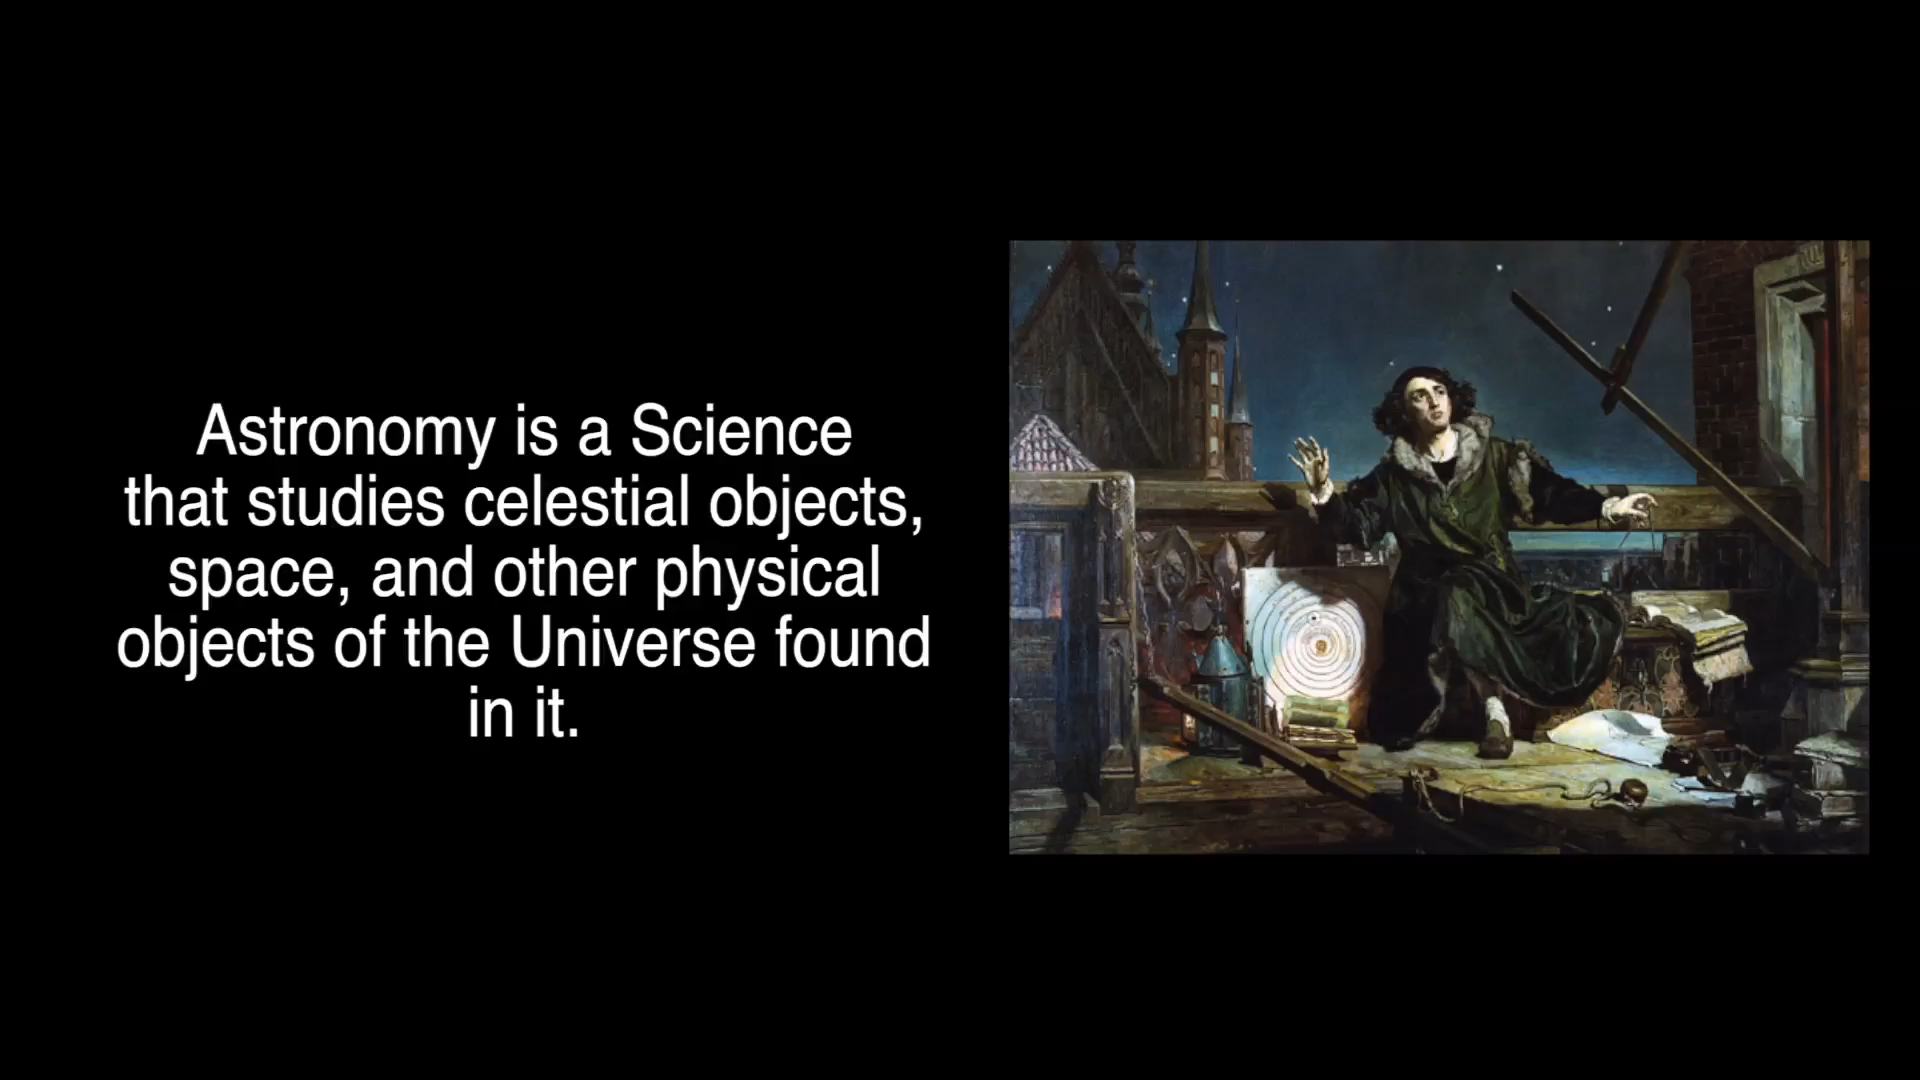 Astronomy is a Science
that studies celestial objects,
space, and other physical
objects of the Universe found
in it.